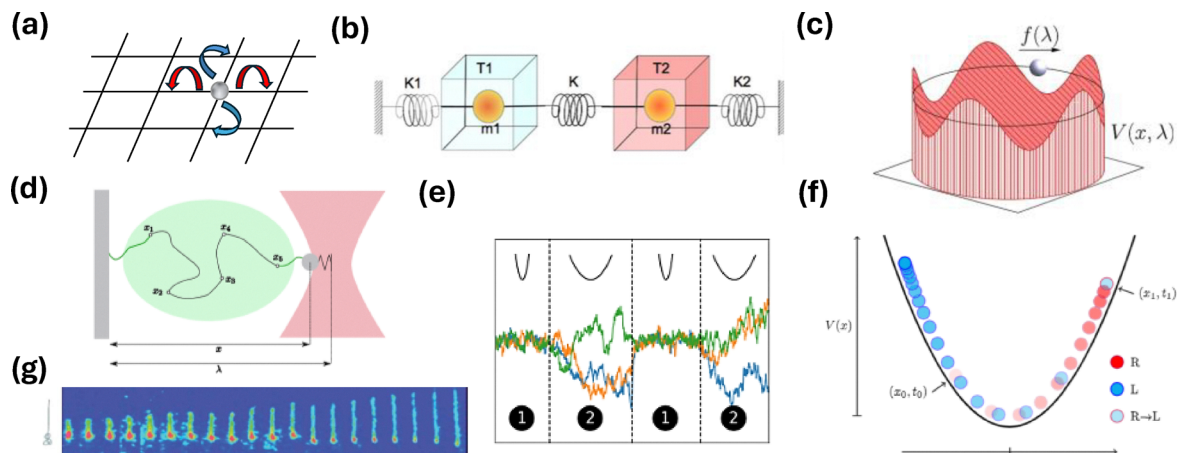 (a)
(b)
K1
T1
m1
K
T2
m2
K2
(c)
f(λ)
V(x, λ)
(d)
x₁
x₂
x₃
x₄
x₅
x
λ
(e)
1
2
1
2
(f)
V(x)
(x₀, t₀)
(x₁, t₁)
R
L
R→L
(g)